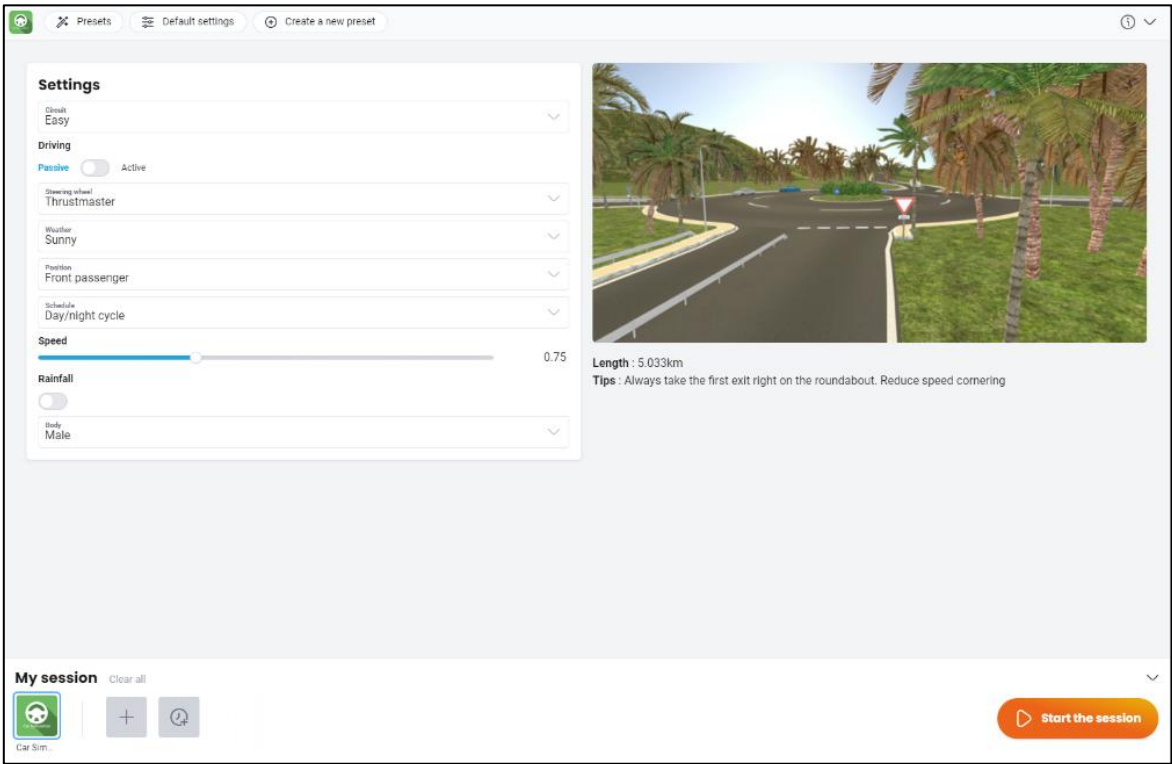 Presets Default settings Create a new preset
Settings
Circuit
Easy
Driving
Passive Active
Steering wheel
Thrustmaster
Weather
Sunny
Position
Front passenger
Schedule
Day/night cycle
Speed
0.75
Rainfall
Body
Male
Length : 5.033km
Tips : Always take the first exit right on the roundabout. Reduce speed cornering
My session Clear all
Car Sim...
Start the session